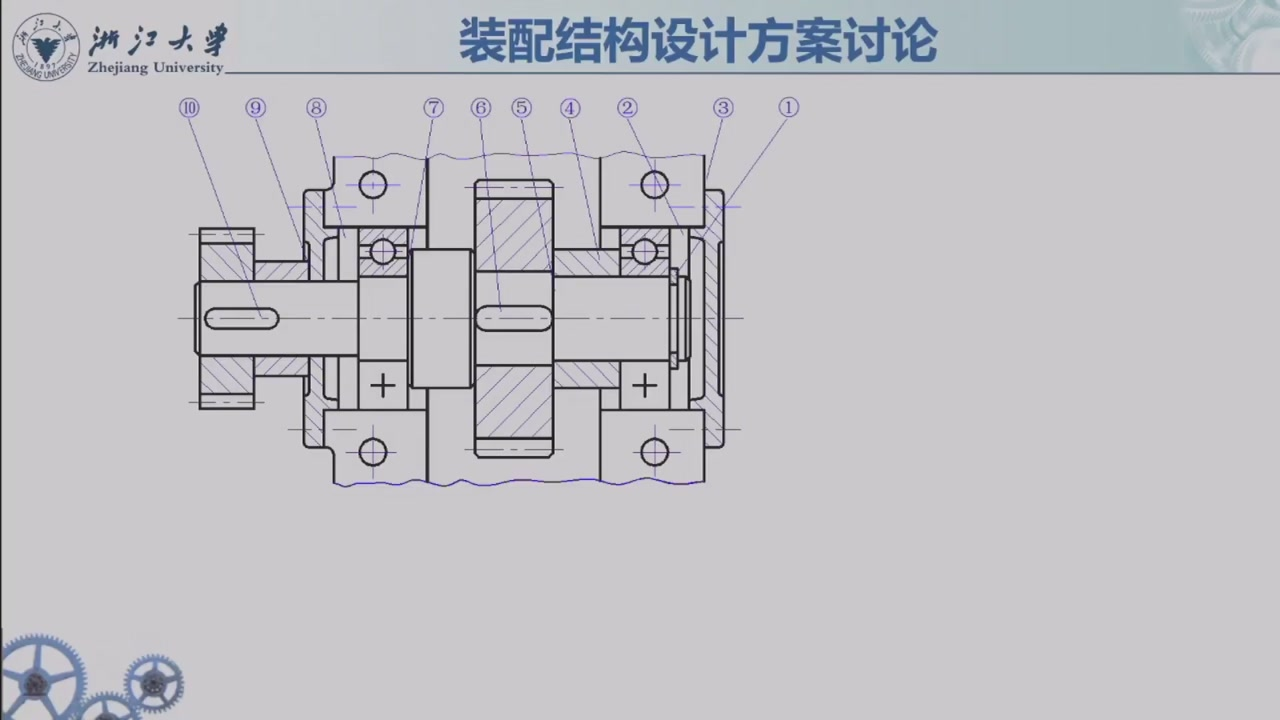 浙江大学
装配结构设计方案讨论
Zhejiang University
⑩ ⑨ ⑧ ⑦ ⑥ ⑤ ④ ② ③ ①